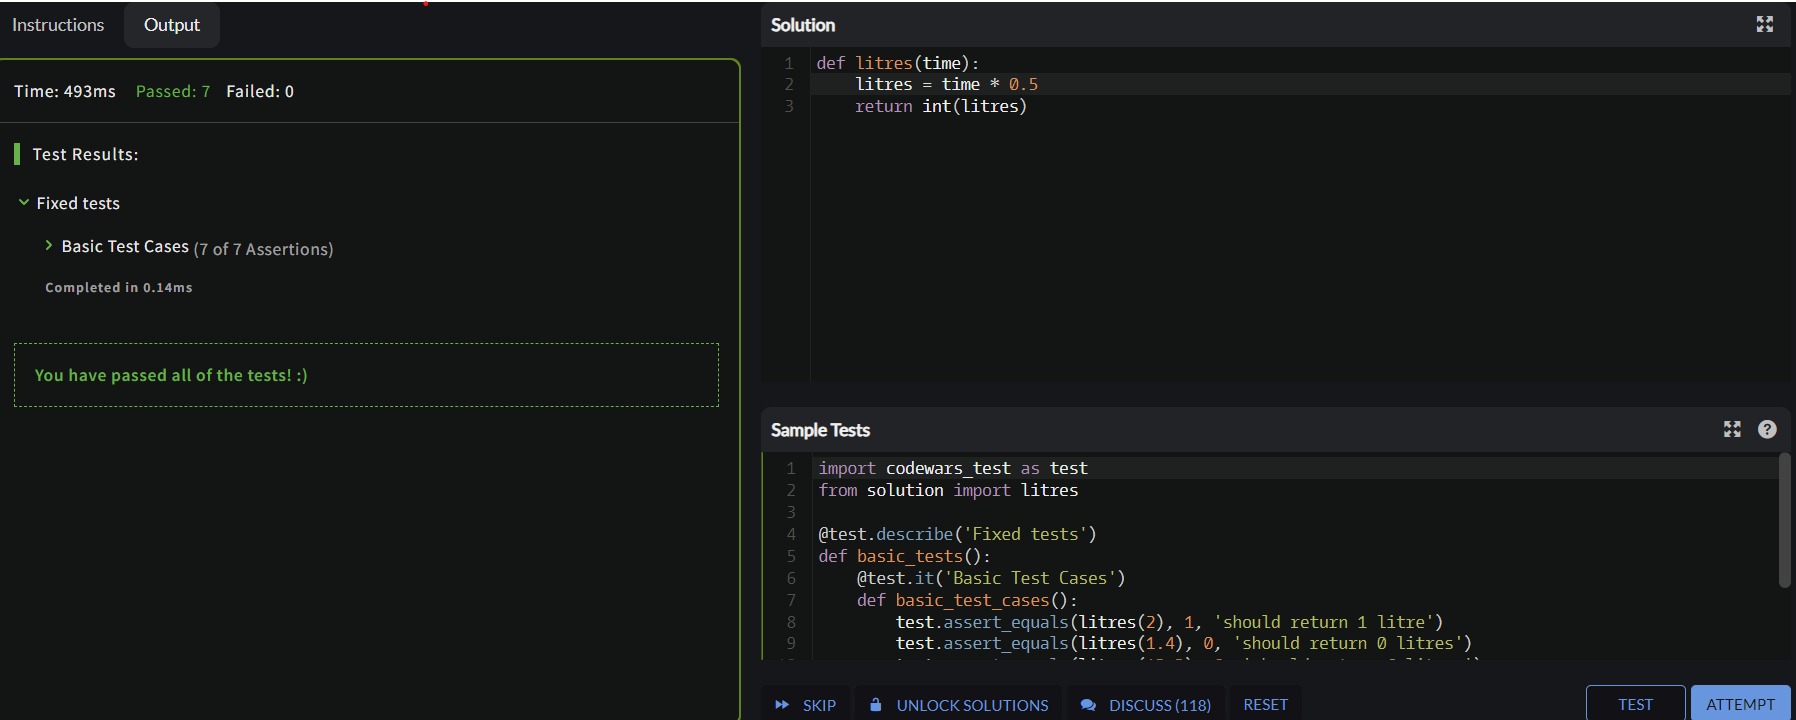 Instructions
Output
Time: 493ms Passed: 7 Failed: 0
Test Results:
Fixed tests
Basic Test Cases (7 of 7 Assertions)
Completed in 0.14ms
You have passed all of the tests! :)
Solution
1 def litres(time):
2     litres = time * 0.5
3     return int(litres)
Sample Tests
1 import codewars_test as test
2 from solution import litres
3
4 @test.describe('Fixed tests')
5 def basic_tests():
6     @test.it('Basic Test Cases')
7     def basic_test_cases():
8         test.assert_equals(litres(2), 1, 'should return 1 litre')
9         test.assert_equals(litres(1.4), 0, 'should return 0 litres')
SKIP
UNLOCK SOLUTIONS
DISCUSS (118)
RESET
TEST
ATTEMPT